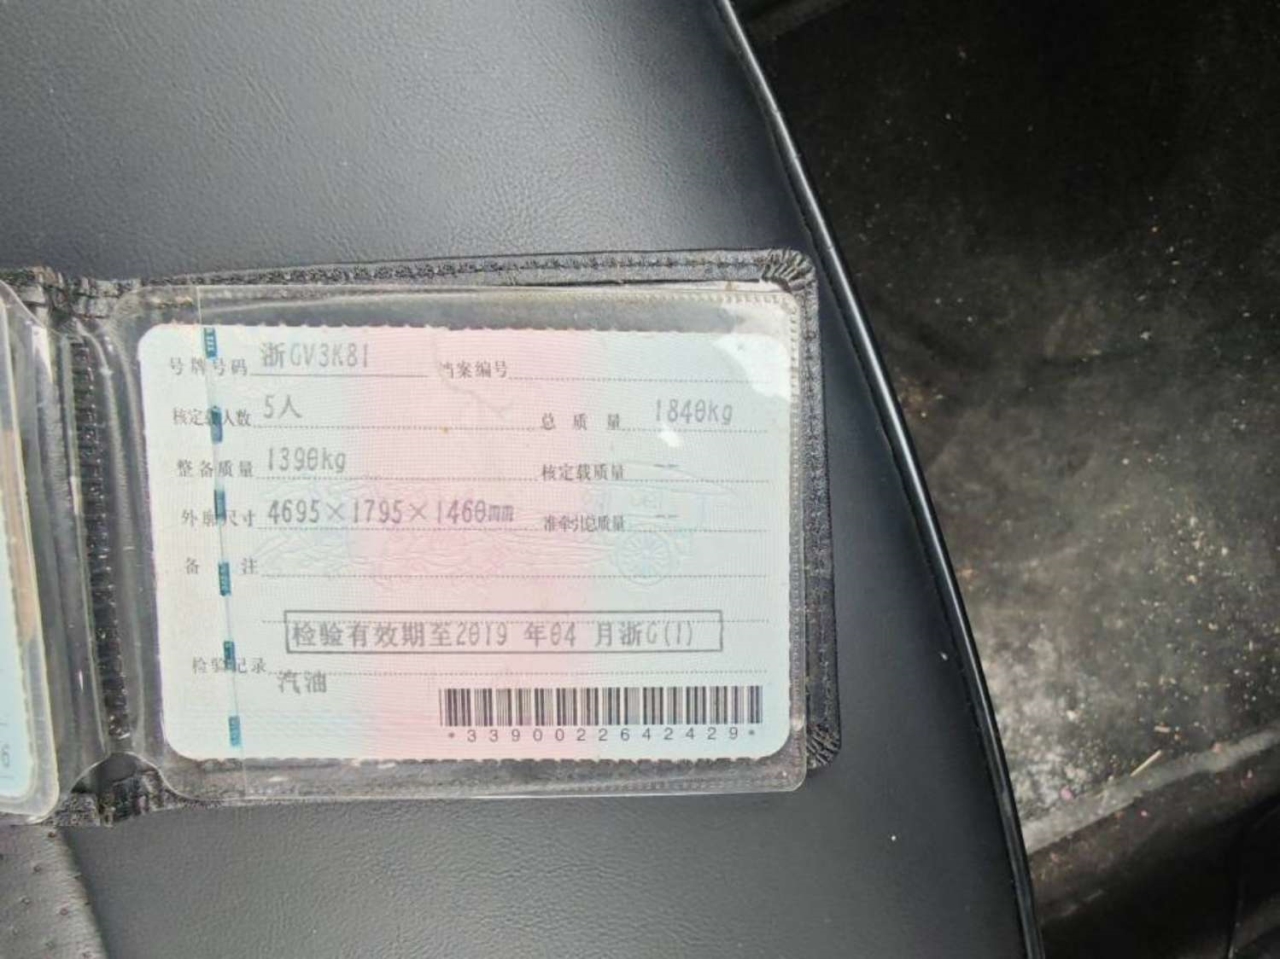 号牌号码 浙GV3K81 档案编号
核定载人数 5人 总质量 1840kg
整备质量 1390kg 核定载质量 --
外廓尺寸 4695×1795×1460mm 准牵引总质量 --
备注
检验有效期至2019 年04 月浙G(1)
检验记录
汽油
*3390022642429*
6